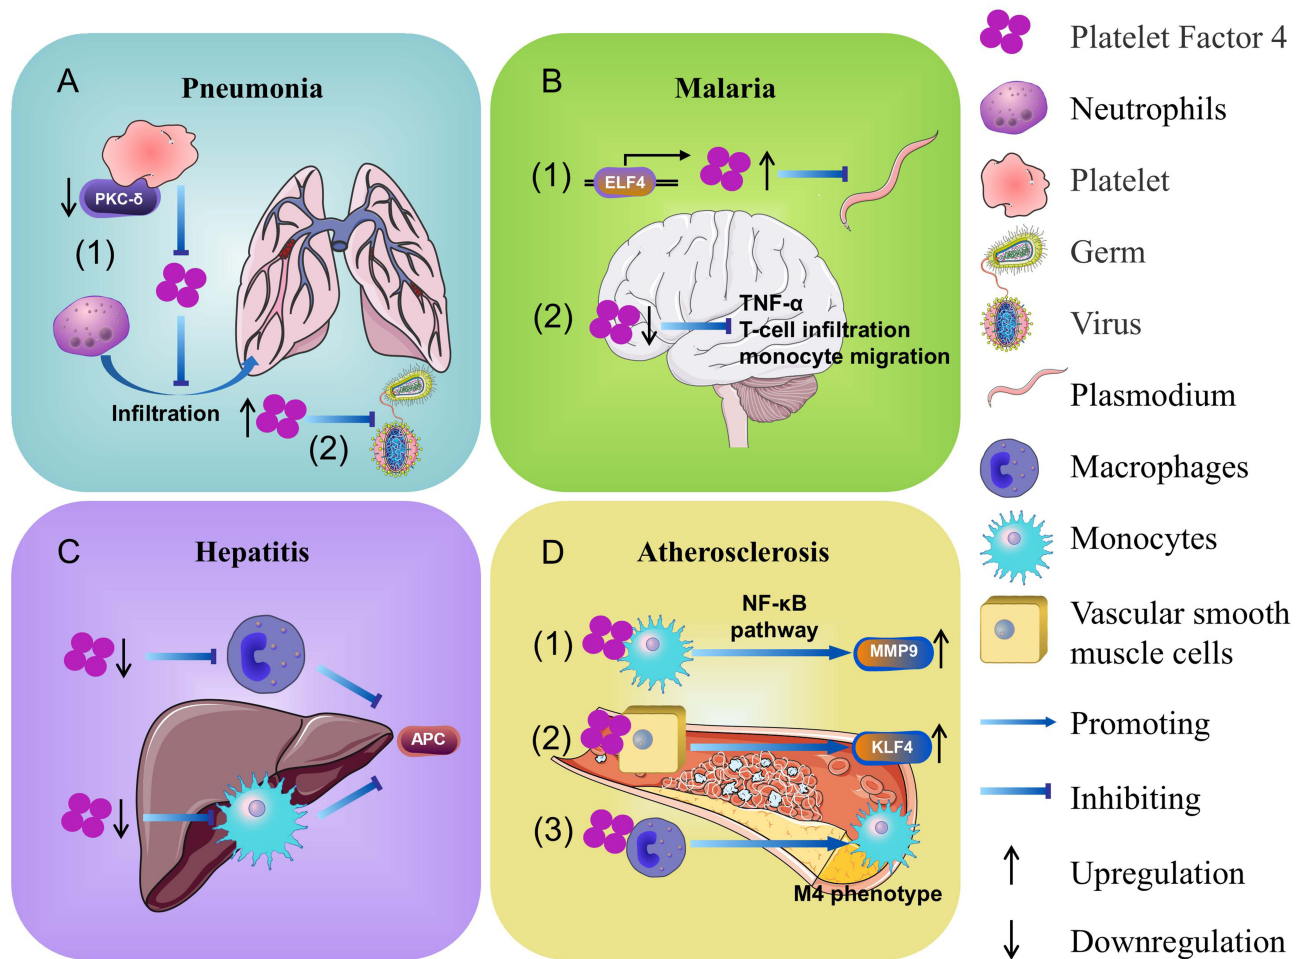 A
Pneumonia
PKC-δ
(1)
Infiltration
(2)
B
Malaria
(1)
ELF4
(2)
TNF-α
T-cell infiltration
monocyte migration
C
Hepatitis
APC
D
Atherosclerosis
(1)
NF-κB
pathway
MMP9
(2)
KLF4
(3)
M4 phenotype
Platelet Factor 4
Neutrophils
Platelet
Germ
Virus
Plasmodium
Macrophages
Monocytes
Vascular smooth
muscle cells
Promoting
Inhibiting
Upregulation
Downregulation